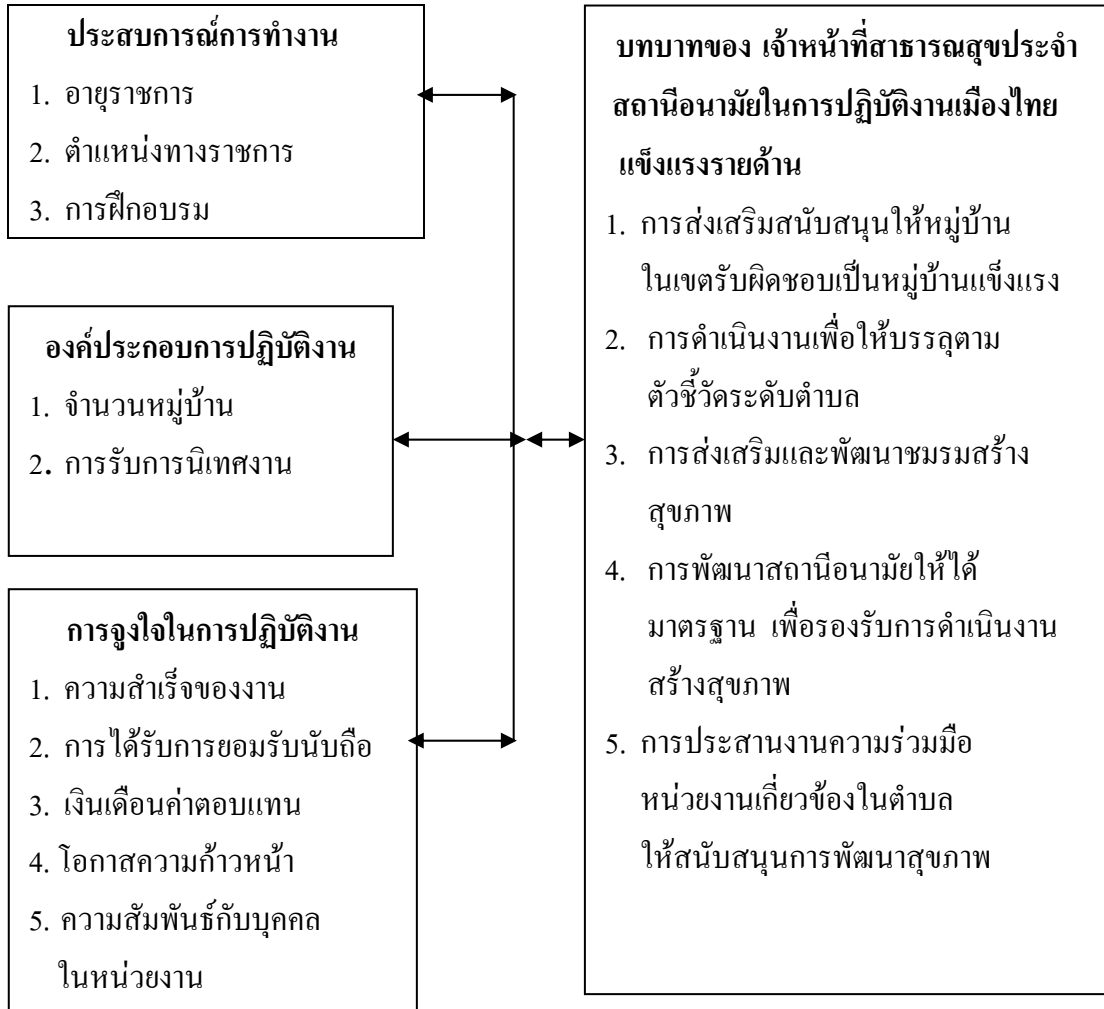 ประสบการณ์การทำงาน
1. อายุราชการ
2. ตำแหน่งทางราชการ
3. การฝึกอบรม
องค์ประกอบการปฏิบัติงาน
1. จำนวนหมู่บ้าน
2. การรับการนิเทศงาน
การจูงใจในการปฏิบัติงาน
1. ความสำเร็จของงาน
2. การได้รับการยอมรับนับถือ
3. เงินเดือนค่าตอบแทน
4. โอกาสความก้าวหน้า
5. ความสัมพันธ์กับบุคคล
ในหน่วยงาน
บทบาทของ เจ้าหน้าที่สาธารณสุขประจำ
สถานีอนามัยในการปฏิบัติงานเมืองไทย
แข็งแรงรายด้าน
1. การส่งเสริมสนับสนุนให้หมู่บ้าน
ในเขตรับผิดชอบเป็นหมู่บ้านแข็งแรง
2. การดำเนินงานเพื่อให้บรรลุตาม
ตัวชี้วัดระดับตำบล
3. การส่งเสริมและพัฒนาชมรมสร้าง
สุขภาพ
4. การพัฒนาสถานีอนามัยให้ได้
มาตรฐาน เพื่อรองรับการดำเนินงาน
สร้างสุขภาพ
5. การประสานงานความร่วมมือ
หน่วยงานเกี่ยวข้องในตำบล
ให้สนับสนุนการพัฒนาสุขภาพ